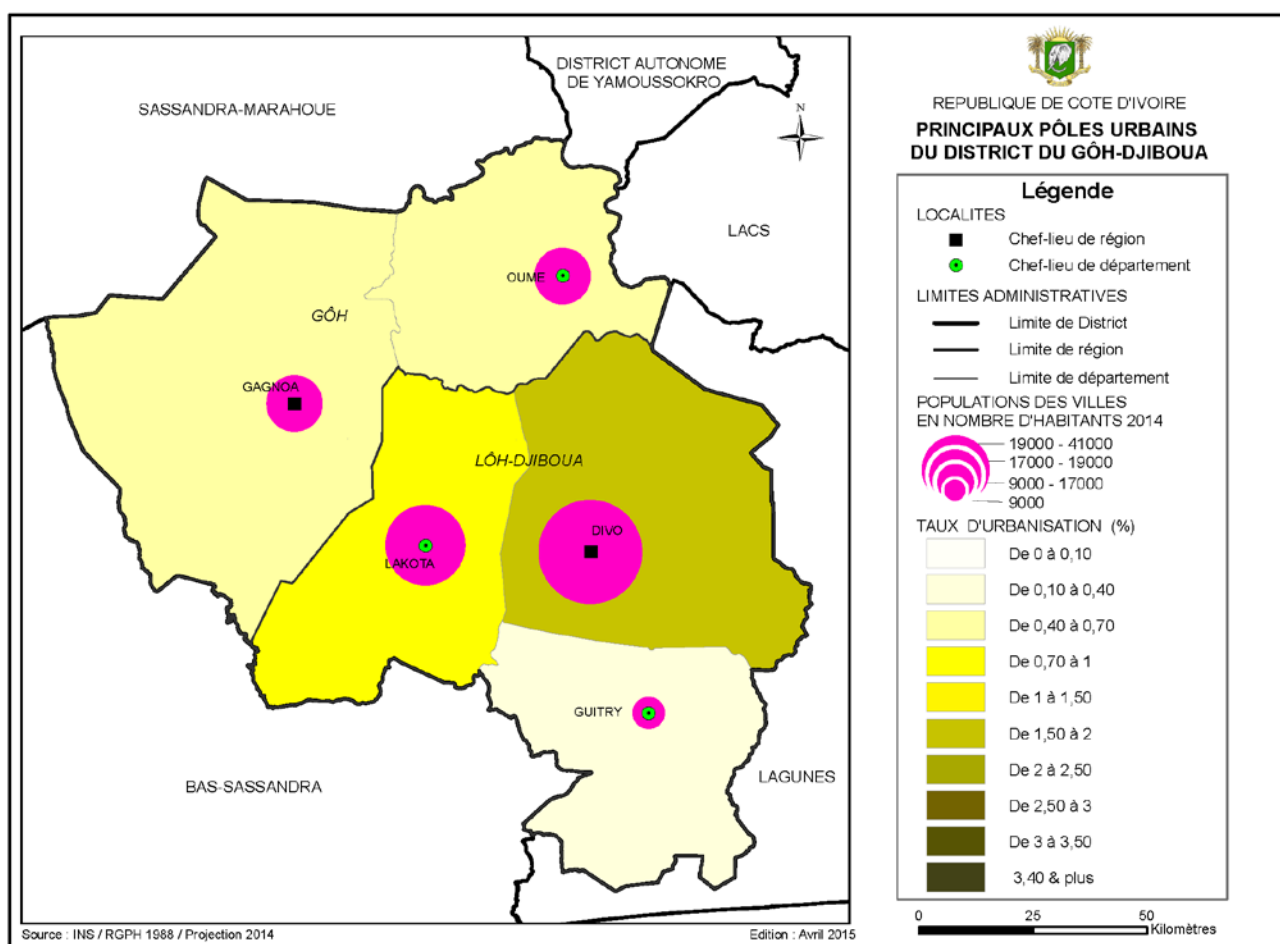 DISTRICT AUTONOME
DE YAMOUSSOKRO
SASSANDRA-MARAHOUE
N
LACS
OUME
GÔH
GAGNOA
LÔH-DJIBOUA
DIVO
LAKOTA
GUITRY
BAS-SASSANDRA
LAGUNES
Source : INS / RGPH 1988 / Projection 2014
Edition : Avril 2015
REPUBLIQUE DE COTE D'IVOIRE
PRINCIPAUX PÔLES URBAINS
DU DISTRICT DU GÔH-DJIBOUA
Légende
LOCALITES
Chef-lieu de région
Chef-lieu de département
LIMITES ADMINISTRATIVES
Limite de District
Limite de région
Limite de département
POPULATIONS DES VILLES
EN NOMBRE D'HABITANTS 2014
19000 - 41000
17000 - 19000
9000 - 17000
9000
TAUX D'URBANISATION (%)
De 0 à 0,10
De 0,10 à 0,40
De 0,40 à 0,70
De 0,70 à 1
De 1 à 1,50
De 1,50 à 2
De 2 à 2,50
De 2,50 à 3
De 3 à 3,50
3,40 & plus
0 25 50
Kilomètres